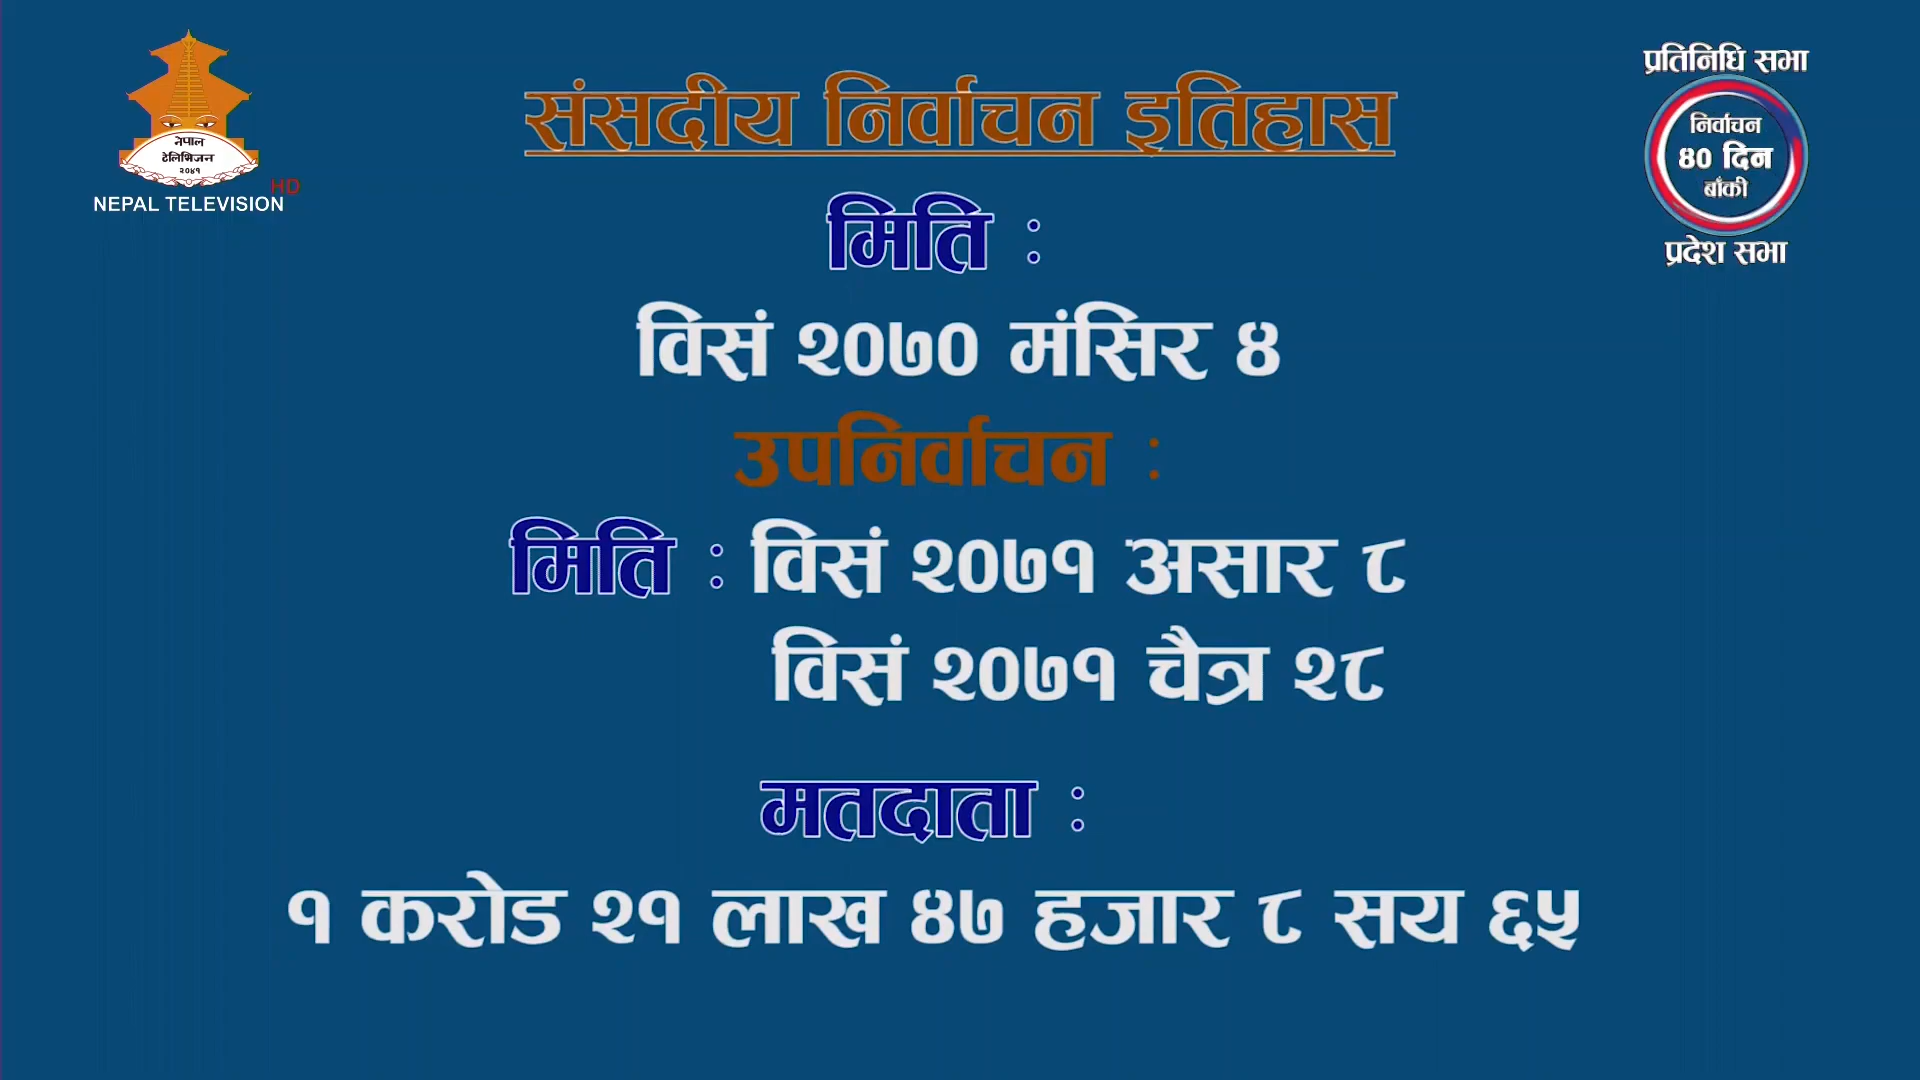 नेपाल
टेलिभिजन
२०४१
HD
NEPAL TELEVISION
संसदीय निर्वाचन इतिहास
प्रतिनिधि सभा
निर्वाचन
४० दिन
बाँकी
प्रदेश सभा
मिति :
विसं २०७० मंसिर ४
उपनिर्वाचन :
मिति : विसं २०७१ असार ८
विसं २०७१ चैत्र २८
मतदाता :
१ करोड २१ लाख ४७ हजार ८ सय ६५